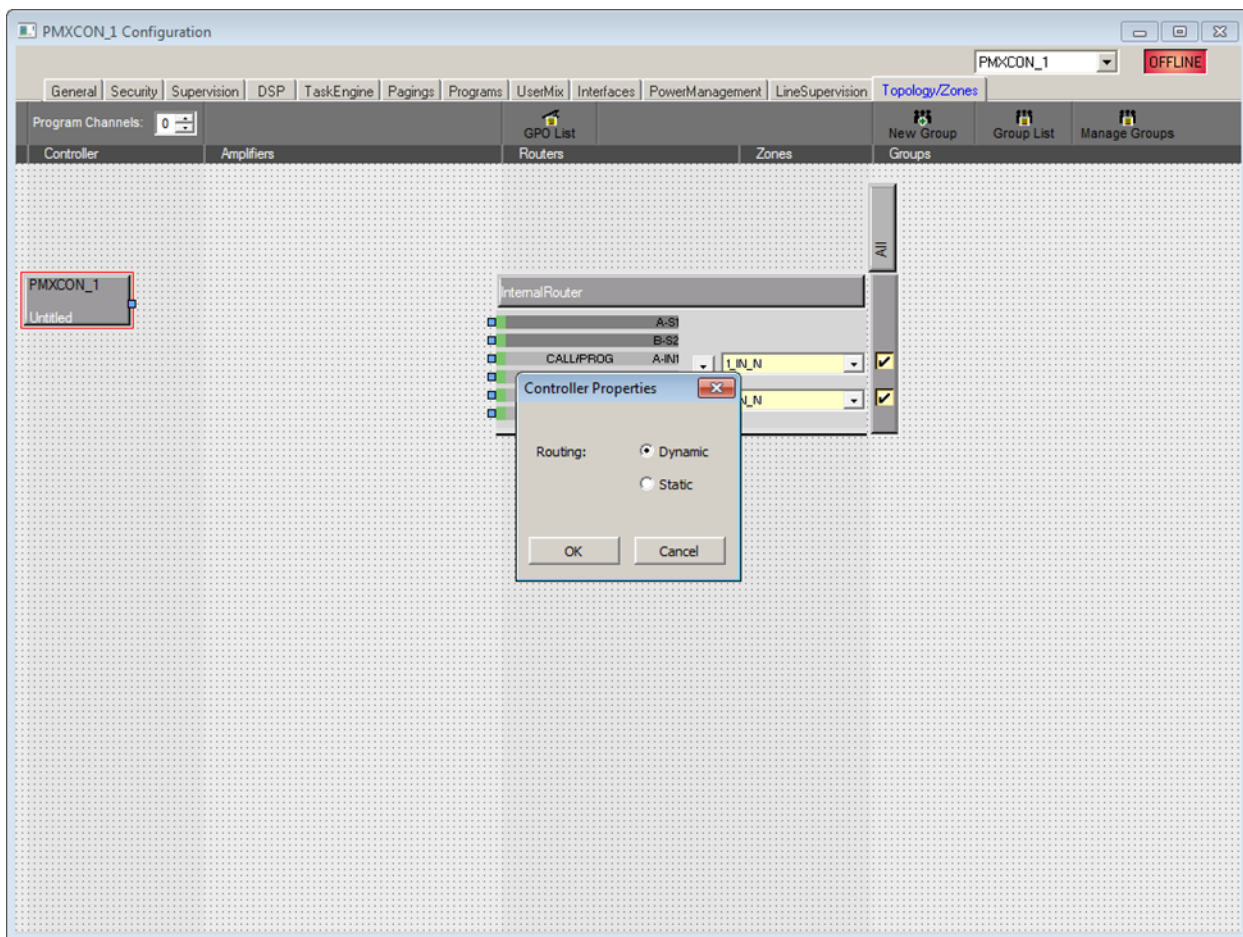 PMXCON_1 Configuration
PMXCON_1 OFFLINE
General Security Supervision DSP TaskEngine Pagings Programs UserMix Interfaces PowerManagement LineSupervision Topology/Zones
Program Channels: 0 GPO List New Group Group List Manage Groups
Controller Amplifiers Routers Zones Groups
All
PMXCON_1
Untitled
InternalRouter
A-S1
B-S2
CALL/PROG A-IN1 1_IN_N
Controller Properties
Routing: Dynamic
Static
OK Cancel